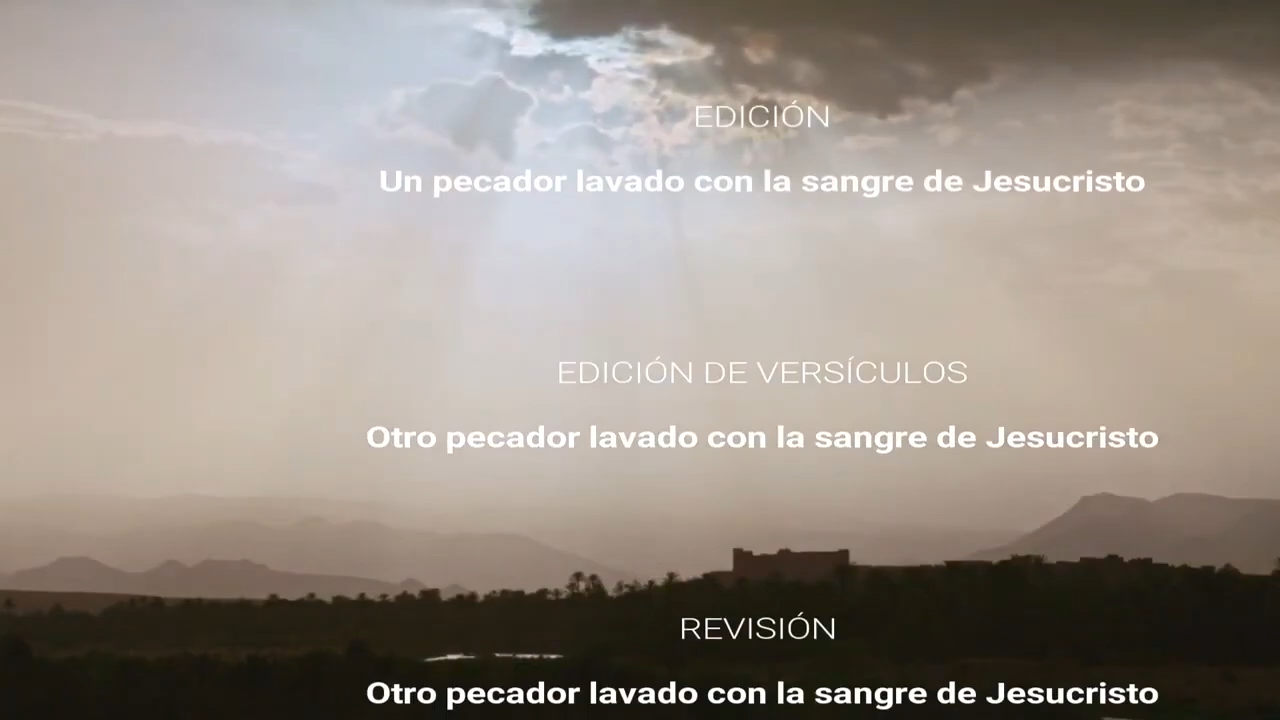 EDICIÓN
Un pecador lavado con la sangre de Jesucristo
EDICIÓN DE VERSÍCULOS
Otro pecador lavado con la sangre de Jesucristo
REVISIÓN
Otro pecador lavado con la sangre de Jesucristo